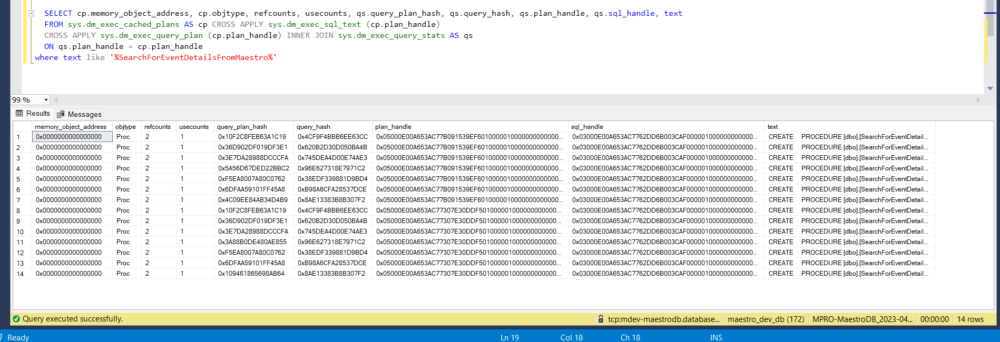 SELECT cp.memory_object_address, cp.objtype, refcounts, usecounts, qs.query_plan_hash, qs.query_hash, qs.plan_handle, qs.sql_handle, text
FROM sys.dm_exec_cached_plans AS cp CROSS APPLY sys.dm_exec_sql_text (cp.plan_handle)
CROSS APPLY sys.dm_exec_query_plan (cp.plan_handle) INNER JOIN sys.dm_exec_query_stats AS qs
ON qs.plan_handle = cp.plan_handle
where text like '%SearchForEventDetailsFromMaestro%'
99 %
Results Messages
memory_object_address objtype refcounts usecounts query_plan_hash query_hash plan_handle sql_handle text
1 0x0000000000000000 Proc 2 1 0x10F2C8FEB63A1C19 0x4CF9F4BBB6EE63CC 0x05000E00A653AC77B091539EF6010000010000000000000... 0x03000E00A653AC7762DD6B003CAF000001000000000000... CREATE PROCEDURE [dbo].[SearchForEventDetail...
2 0x0000000000000000 Proc 2 1 0x36D902DF019DF3E1 0x620B2D30D050BA4B 0x05000E00A653AC77B091539EF6010000010000000000000... 0x03000E00A653AC7762DD6B003CAF000001000000000000... CREATE PROCEDURE [dbo].[SearchForEventDetail...
3 0x0000000000000000 Proc 2 1 0x3E7DA28988DCCCFA 0x745DEA4D00E74AE3 0x05000E00A653AC77B091539EF6010000010000000000000... 0x03000E00A653AC7762DD6B003CAF000001000000000000... CREATE PROCEDURE [dbo].[SearchForEventDetail...
4 0x0000000000000000 Proc 2 1 0x5A56D67DED22BBC2 0x96E627318E7971C2 0x05000E00A653AC77B091539EF6010000010000000000000... 0x03000E00A653AC7762DD6B003CAF000001000000000000... CREATE PROCEDURE [dbo].[SearchForEventDetail...
5 0x0000000000000000 Proc 2 1 0xF5EA8007A80C0762 0x38EDF339881D9BD4 0x05000E00A653AC77B091539EF6010000010000000000000... 0x03000E00A653AC7762DD6B003CAF000001000000000000... CREATE PROCEDURE [dbo].[SearchForEventDetail...
6 0x0000000000000000 Proc 2 1 0x6DFAA59101FF45A8 0xB98A6CFA28537DCE 0x05000E00A653AC77B091539EF6010000010000000000000... 0x03000E00A653AC7762DD6B003CAF000001000000000000... CREATE PROCEDURE [dbo].[SearchForEventDetail...
7 0x0000000000000000 Proc 2 1 0x4C09EE84AB34D4B9 0x8AE13383B8B307F2 0x05000E00A653AC77B091539EF6010000010000000000000... 0x03000E00A653AC7762DD6B003CAF000001000000000000... CREATE PROCEDURE [dbo].[SearchForEventDetail...
8 0x0000000000000000 Proc 2 1 0x10F2C8FEB63A1C19 0x4CF9F4BBB6EE63CC 0x05000E00A653AC77307E30DDF501000001000000000000... 0x03000E00A653AC7762DD6B003CAF000001000000000000... CREATE PROCEDURE [dbo].[SearchForEventDetail...
9 0x0000000000000000 Proc 2 1 0x36D902DF019DF3E1 0x620B2D30D050BA4B 0x05000E00A653AC77307E30DDF501000001000000000000... 0x03000E00A653AC7762DD6B003CAF000001000000000000... CREATE PROCEDURE [dbo].[SearchForEventDetail...
10 0x0000000000000000 Proc 2 1 0x3E7DA28988DCCCFA 0x745DEA4D00E74AE3 0x05000E00A653AC77307E30DDF501000001000000000000... 0x03000E00A653AC7762DD6B003CAF000001000000000000... CREATE PROCEDURE [dbo].[SearchForEventDetail...
11 0x0000000000000000 Proc 2 1 0x3A88B0DE480AE855 0x96E627318E7971C2 0x05000E00A653AC77307E30DDF501000001000000000000... 0x03000E00A653AC7762DD6B003CAF000001000000000000... CREATE PROCEDURE [dbo].[SearchForEventDetail...
12 0x0000000000000000 Proc 2 1 0xF5EA8007A80C0762 0x38EDF339881D9BD4 0x05000E00A653AC77307E30DDF501000001000000000000... 0x03000E00A653AC7762DD6B003CAF000001000000000000... CREATE PROCEDURE [dbo].[SearchForEventDetail...
13 0x0000000000000000 Proc 2 1 0x6DFAA59101FF45A8 0xB98A6CFA28537DCE 0x05000E00A653AC77307E30DDF501000001000000000000... 0x03000E00A653AC7762DD6B003CAF000001000000000000... CREATE PROCEDURE [dbo].[SearchForEventDetail...
14 0x0000000000000000 Proc 2 1 0x109461865698AB64 0x8AE13383B8B307F2 0x05000E00A653AC77307E30DDF501000001000000000000... 0x03000E00A653AC7762DD6B003CAF000001000000000000... CREATE PROCEDURE [dbo].[SearchForEventDetail...
Query executed successfully. tcp:mdev-maestrodb.database... maestro_dev_db (172) MPRO-MaestroDB_2023-04... 00:00:00 14 rows
Ready Ln 19 Col 18 Ch 18 INS